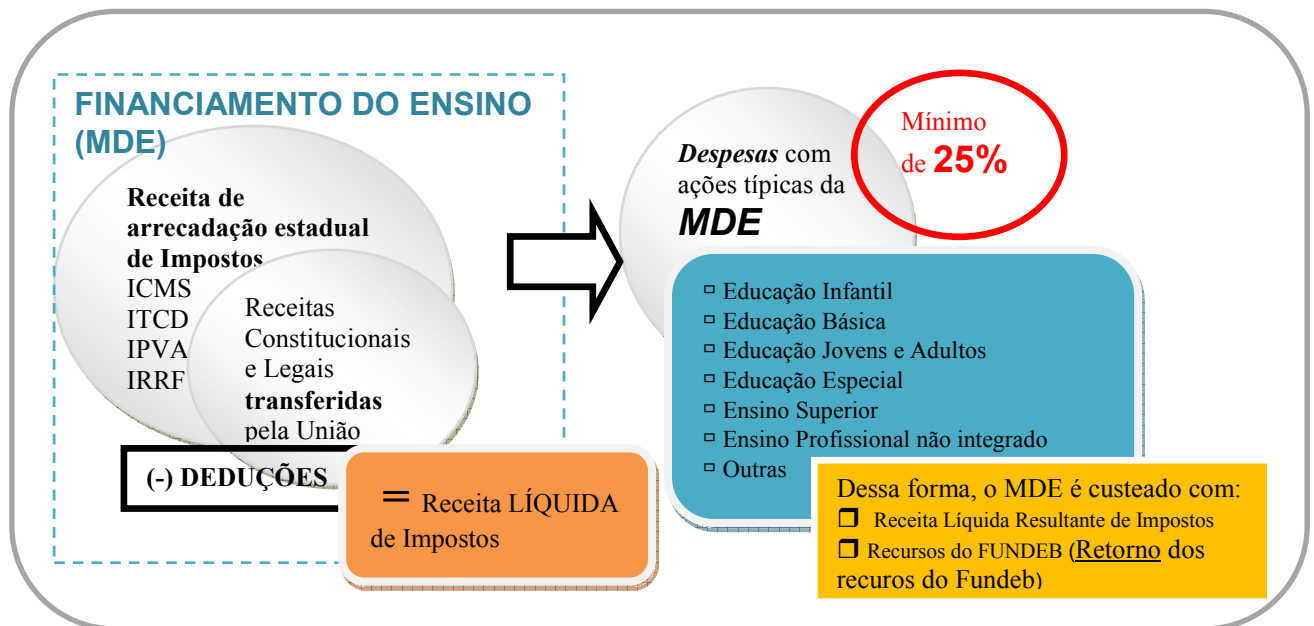 FINANCIAMENTO DO ENSINO
(MDE)
Receita de
arrecadação estadual
de Impostos
ICMS
ITCD
IPVA
IRRF
Receitas
Constitucionais
e Legais
transferidas
pela União
(-) DEDUÇÕES
= Receita LÍQUIDA
de Impostos
Despesas com
ações típicas da
MDE
Mínimo
de 25%
▫ Educação Infantil
▫ Educação Básica
▫ Educação Jovens e Adultos
▫ Educação Especial
▫ Ensino Superior
▫ Ensino Profissional não integrado
▫ Outras
Dessa forma, o MDE é custeado com:
❒ Receita Líquida Resultante de Impostos
❒ Recursos do FUNDEB (Retorno dos
recuros do Fundeb)